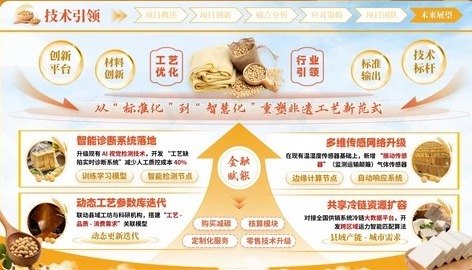 技术引领
项目概述
项目创新
痛点分析
应对策略
项目团队
未来展望
创新
平台
材料
创新
工艺
优化
行业
引领
标准
输出
技术
标杆
从“标准化”到“智慧化”重塑非遗工艺新范式
智能诊断系统落地
升级现有AI视觉检测技术，开发“工艺缺
陷实时诊断系统”减少人工质控成本40%
训练学习模型
智能检测节点
多维传感网络升级
在现有温湿度传感器基础上，新增“振动传感
器”（监测运输颠簸）气体传感器
边缘计算节点
自动响应系统
金融
赋能
动态工艺参数库迭代
联动县域工坊与科研机构，搭建“工艺-
品质-消费需求”关联模型
动态更新迭代
共享冷链资源扩容
对接全国供销系统冷链大数据平台，开
发跨区域运力智能匹配算法
县域产能-城市需求
购买减碳
核算模块
定制化服务
零售技术升级